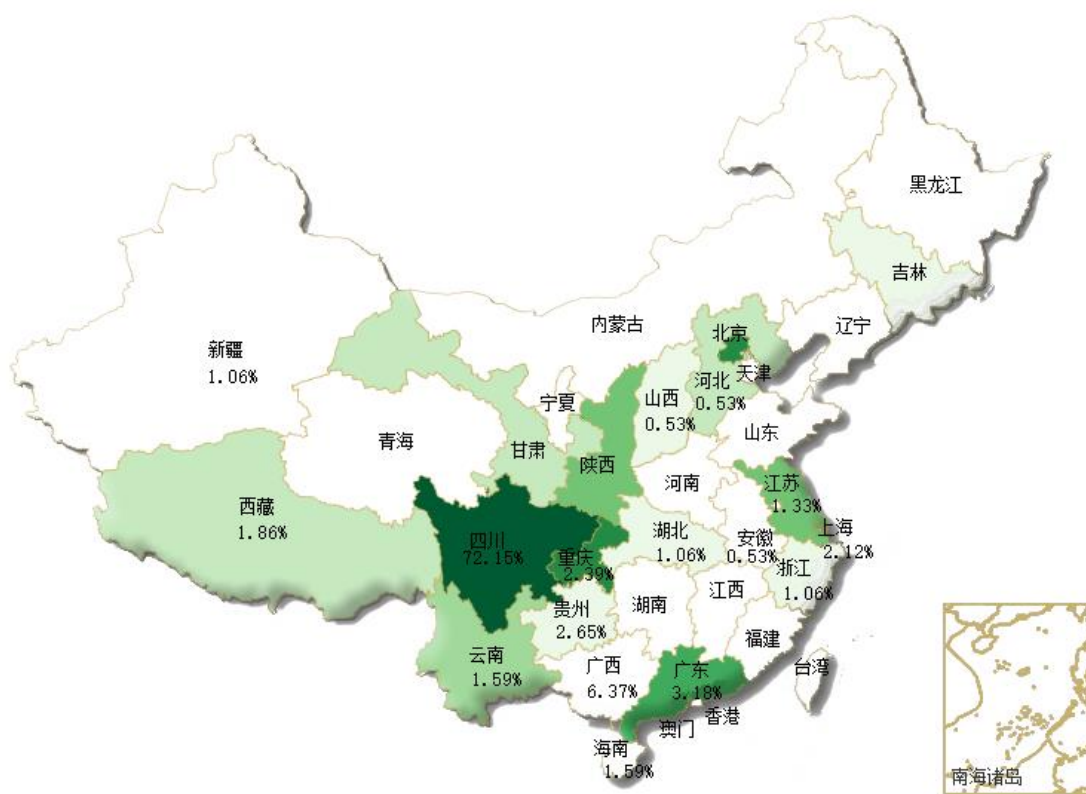 黑龙江
吉林
辽宁
内蒙古
北京
天津
新疆
1.06%
河北
0.53%
山西
0.53%
宁夏
山东
青海
甘肃
陕西
河南
江苏
1.33%
西藏
1.86%
四川
72.15%
重庆
2.39%
湖北
1.06%
安徽
0.53%
上海
2.12%
浙江
1.06%
贵州
2.65%
湖南
江西
福建
云南
1.59%
广西
6.37%
广东
3.18%
台湾
香港
澳门
海南
1.59%
南海诸岛